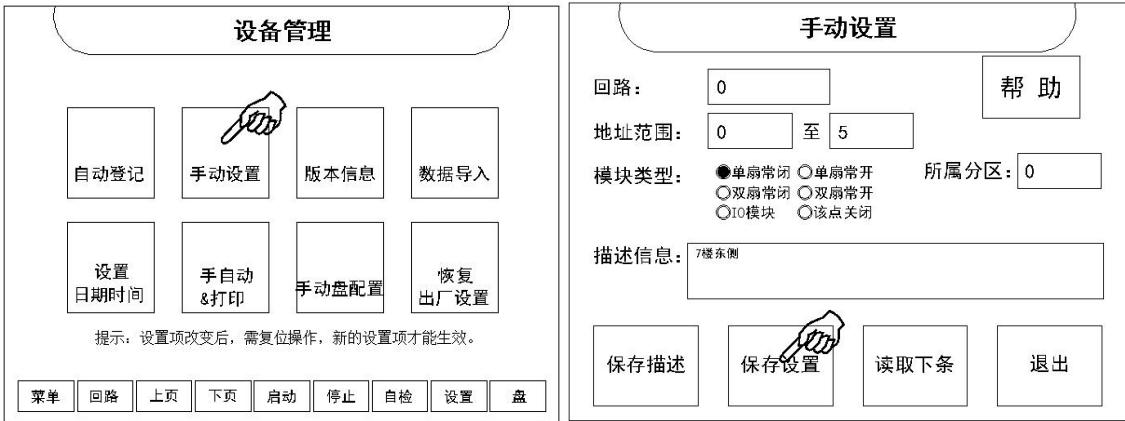 设备管理
自动登记 手动设置 版本信息 数据导入
设置 手自动 手动盘配置 恢复
日期时间 &打印 出厂设置
提示：设置项改变后，需复位操作，新的设置项才能生效。
菜单 回路 上页 下页 启动 停止 自检 设置 盘
手动设置
回路： 0 帮 助
地址范围： 0 至 5
模块类型： 单扇常闭 单扇常开 所属分区： 0
双扇常闭 双扇常开
IO模块 该点关闭
描述信息： 7楼东侧
保存描述 保存设置 读取下条 退出